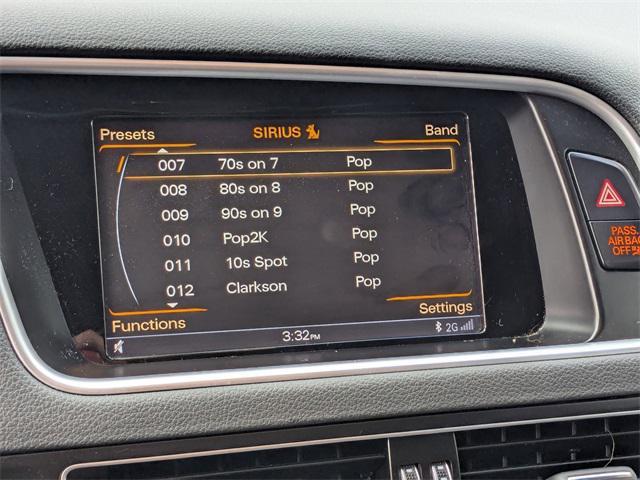 Presets SIRIUS Band
007 70s on 7 Pop
008 80s on 8 Pop
009 90s on 9 Pop
010 Pop2K Pop
011 10s Spot Pop
012 Clarkson Pop
Functions Settings
3:32PM 2G
PASS.
AIR BAG
OFF